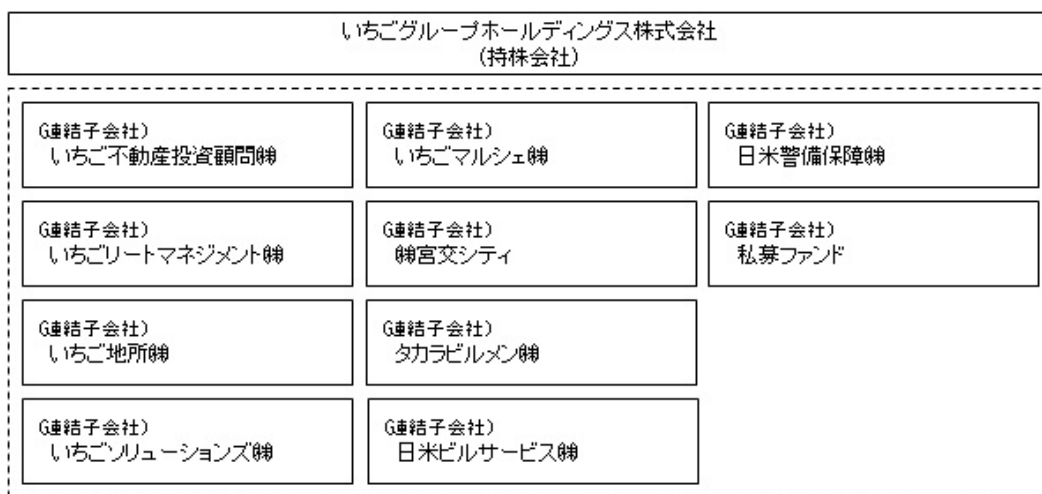 いちごグループホールディングス株式会社
(持株会社)
(連結子会社)
いちご不動産投資顧問㈱
(連結子会社)
いちごマルシェ㈱
(連結子会社)
日米警備保障㈱
(連結子会社)
いちごリートマネジメント㈱
(連結子会社)
㈱宮交シティ
(連結子会社)
私募ファンド
(連結子会社)
いちご地所㈱
(連結子会社)
タカラビルメン㈱
(連結子会社)
いちごソリューションズ㈱
(連結子会社)
日米ビルサービス㈱